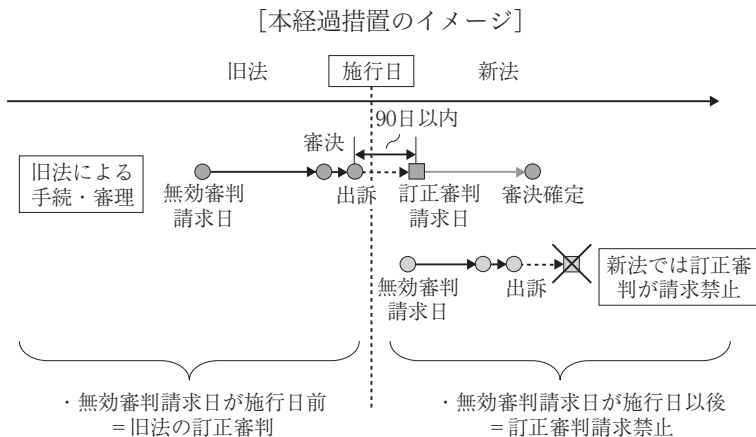 ［本経過措置のイメージ］
旧法
施行日
新法
90日以内
審決
旧法による
手続・審理
無効審判
請求日
出訴
訂正審判
請求日
審決確定
無効審判
請求日
出訴
新法では訂正審
判が請求禁止
・無効審判請求日が施行日前
＝旧法の訂正審判
・無効審判請求日が施行日以後
＝訂正審判請求禁止